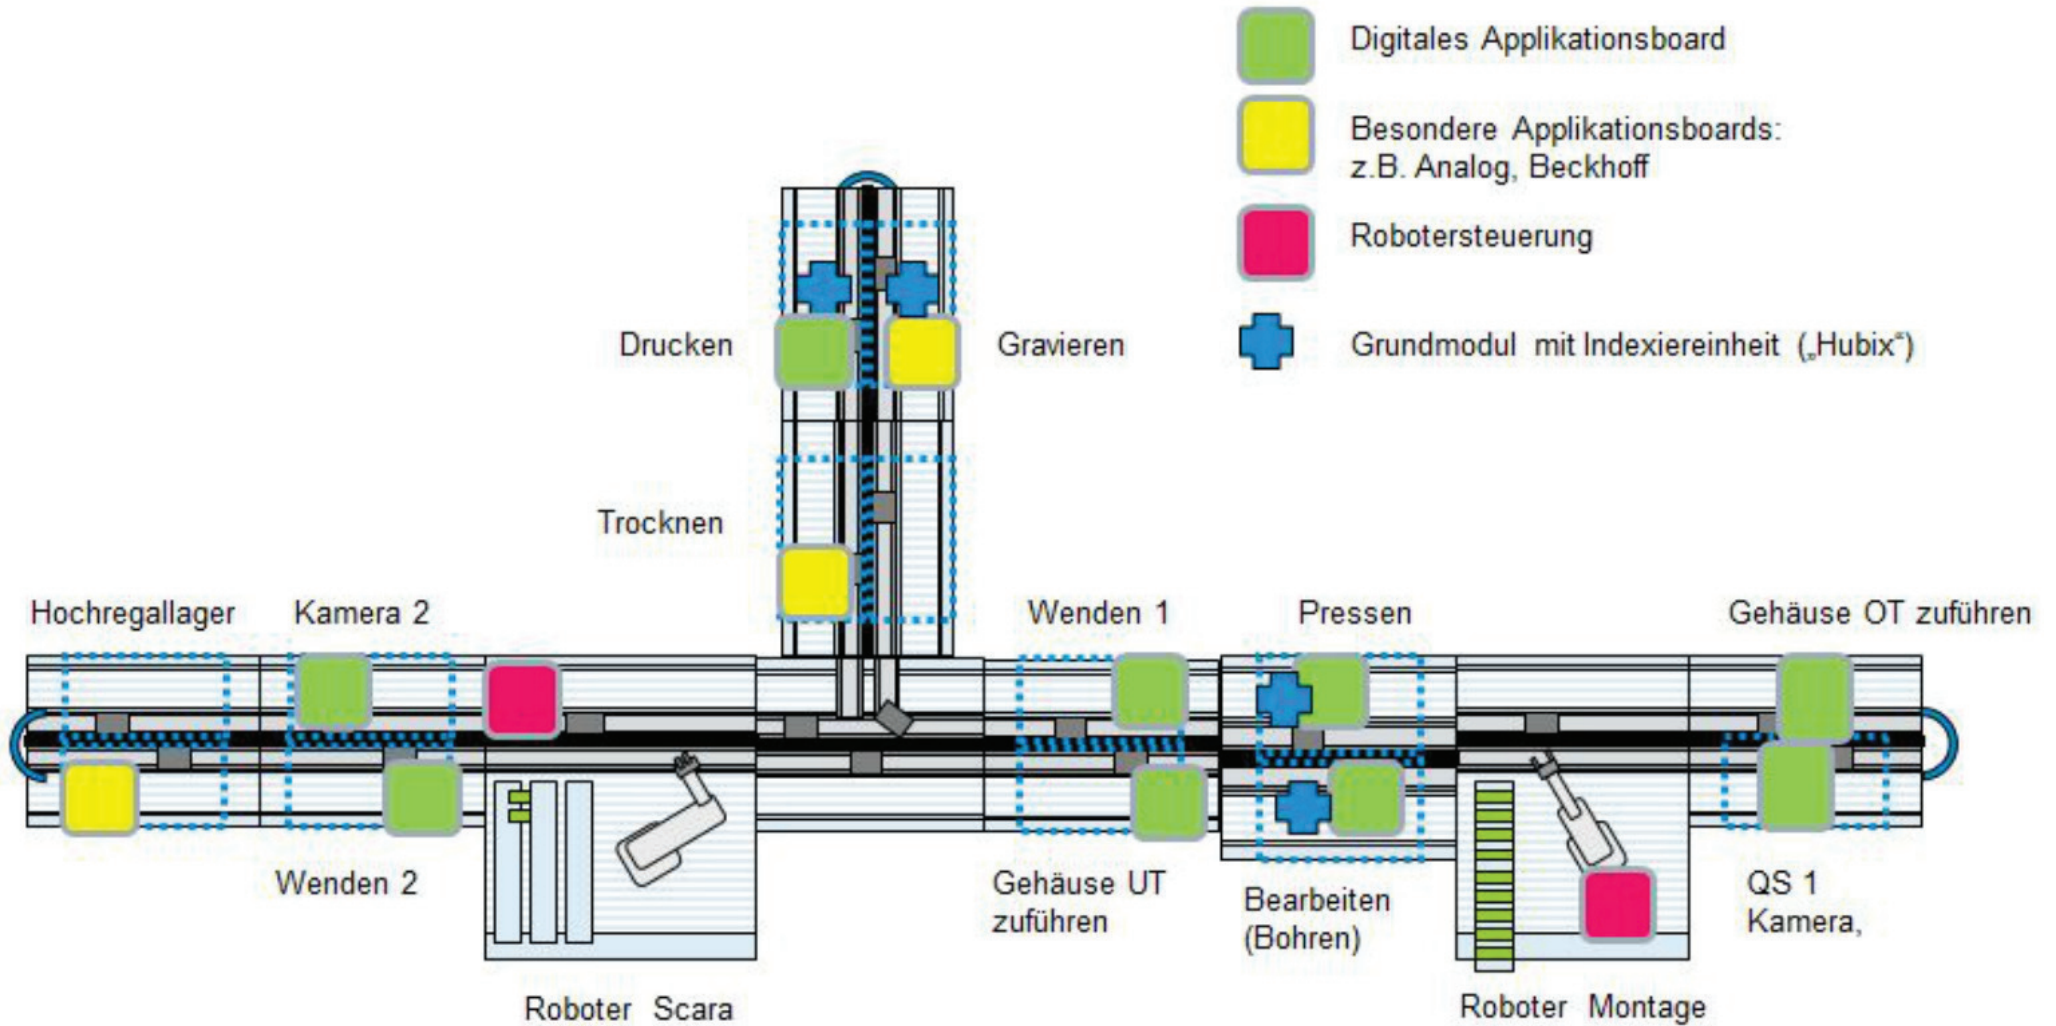 Digitales Applikationsboard
Besondere Applikationsboards:
z.B. Analog, Beckhoff
Robotersteuerung
Grundmodul mit Indexiereinheit („Hubix“)
Drucken
Gravieren
Trocknen
Hochregallager
Kamera 2
Wenden 1
Pressen
Gehäuse OT zuführen
Wenden 2
Gehäuse UT
zuführen
Bearbeiten
(Bohren)
QS 1
Kamera,
Roboter Scara
Roboter Montage